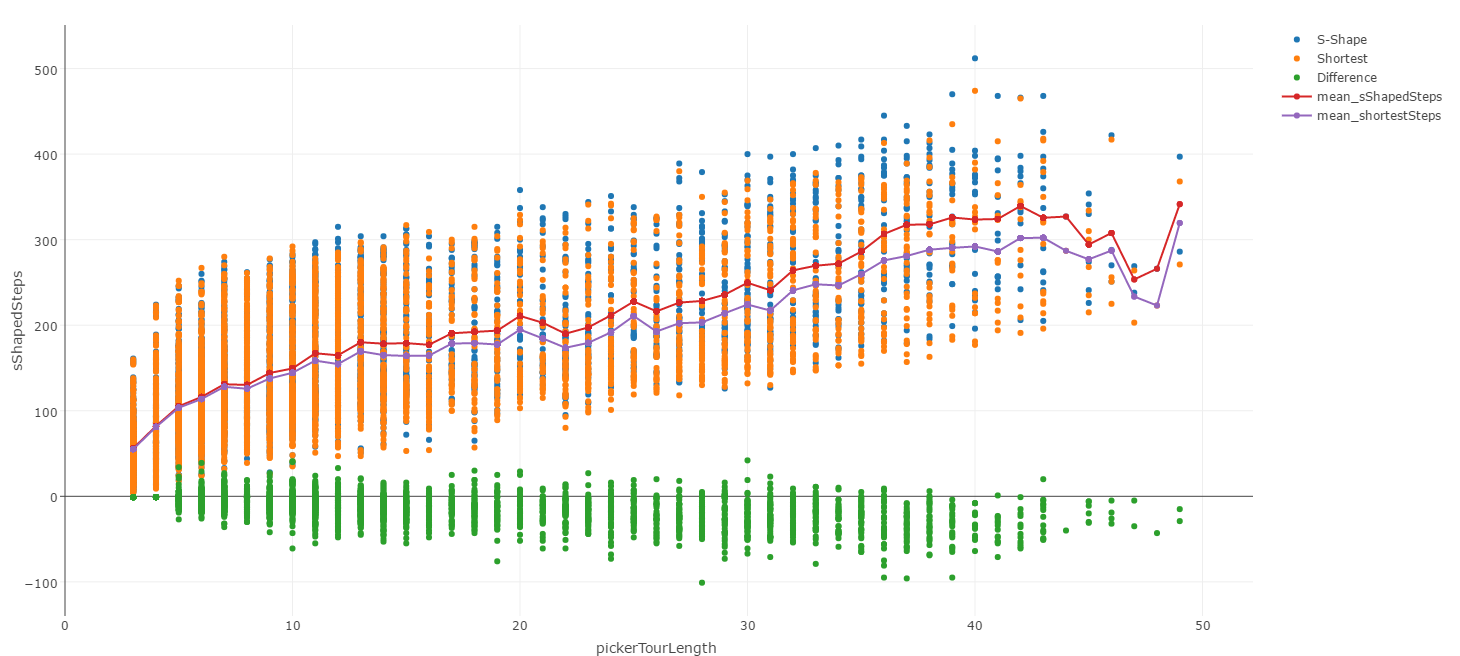 500
400
300
200
100
0
−100
sShapedSteps
0 10 20 30 40 50
pickerTourLength
S-Shape
Shortest
Difference
mean_sShapedSteps
mean_shortestSteps